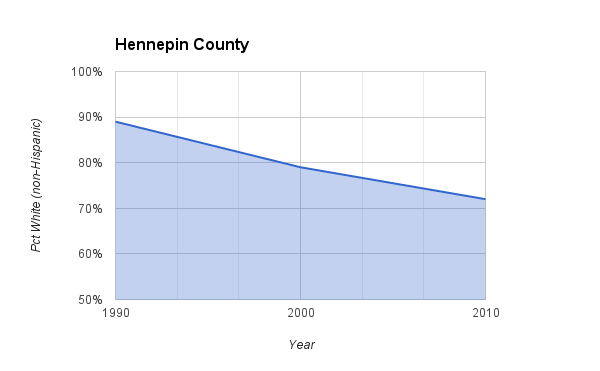 Hennepin County
100%
90%
80%
70%
60%
50%
Pct White (non-Hispanic)
1990 2000 2010
Year